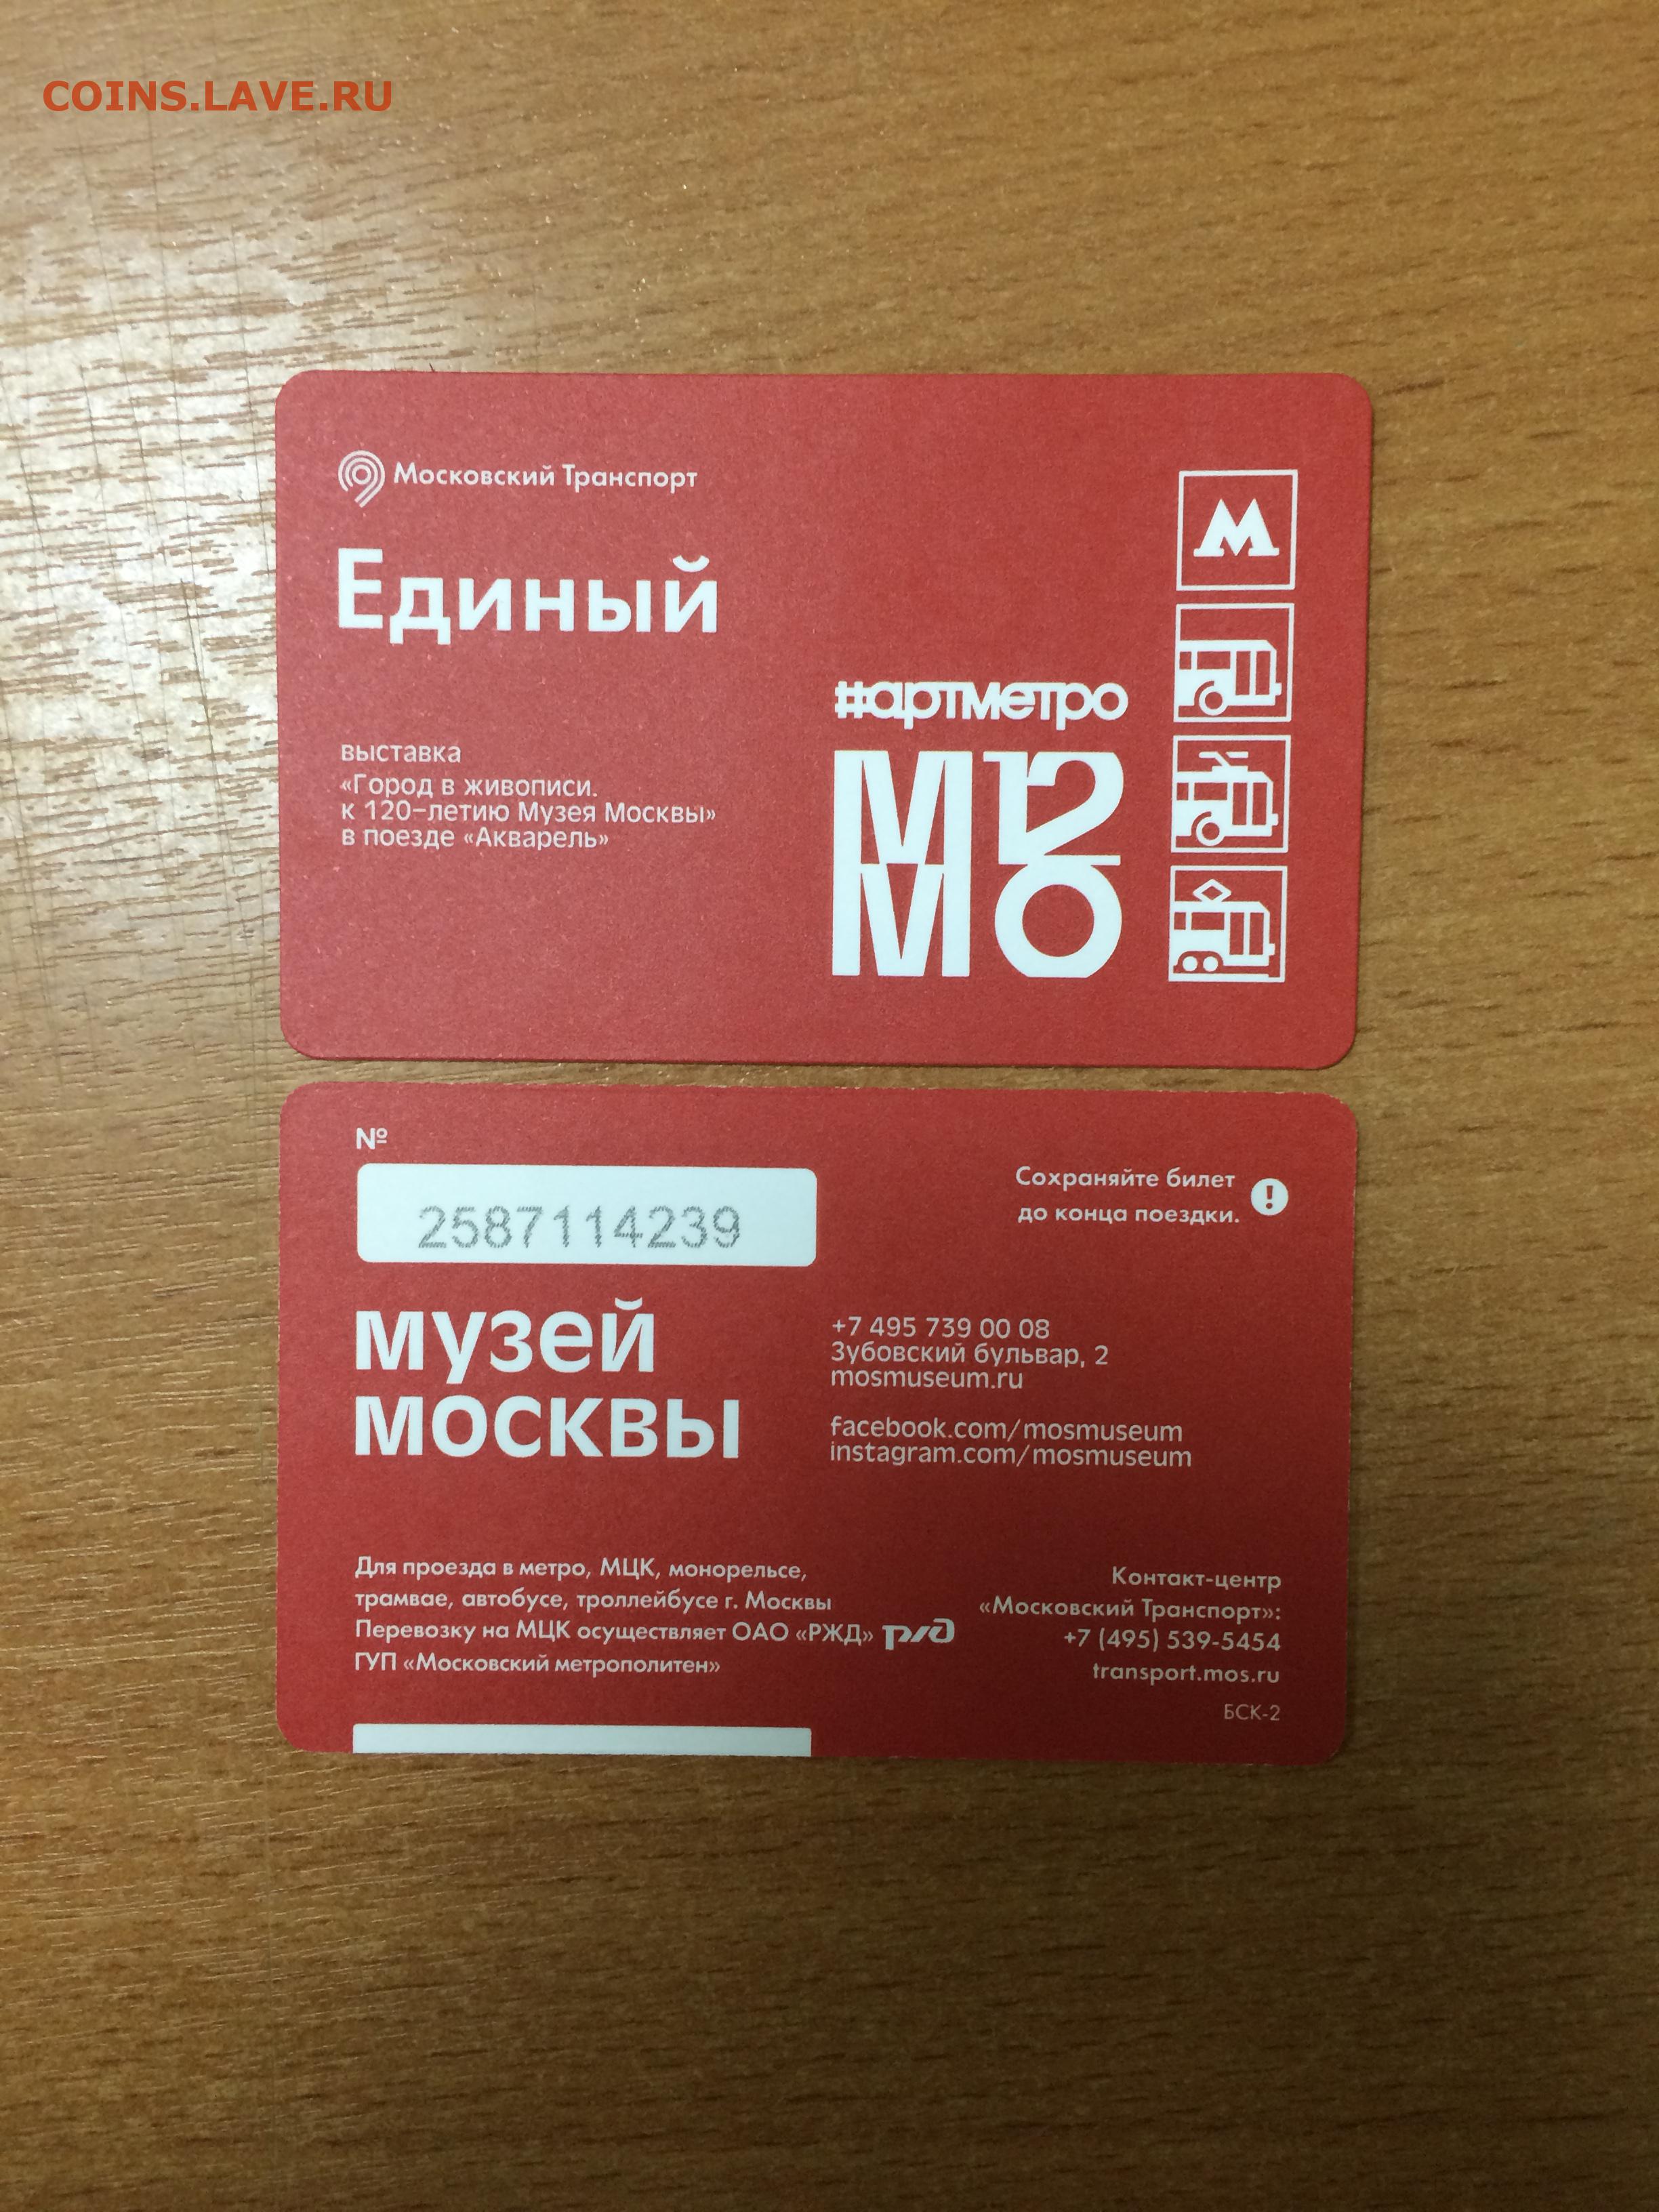 COINS.LAVE.RU
Московский Транспорт
Единый
выставка
«Город в живописи.
к 120-летию Музея Москвы»
в поезде «Акварель»
#артметро
М12
МО
М
№
2587114239
Сохраняйте билет
до конца поездки.
!
музей
москвы
+7 495 739 00 08
Зубовский бульвар, 2
mosmuseum.ru
facebook.com/mosmuseum
instagram.com/mosmuseum
Для проезда в метро, МЦК, монорельсе,
трамвае, автобусе, троллейбусе г. Москвы
Перевозку на МЦК осуществляет ОАО «РЖД» ржд
ГУП «Московский метрополитен»
Контакт-центр
«Московский Транспорт»:
+7 (495) 539-5454
transport.mos.ru
БСК-2